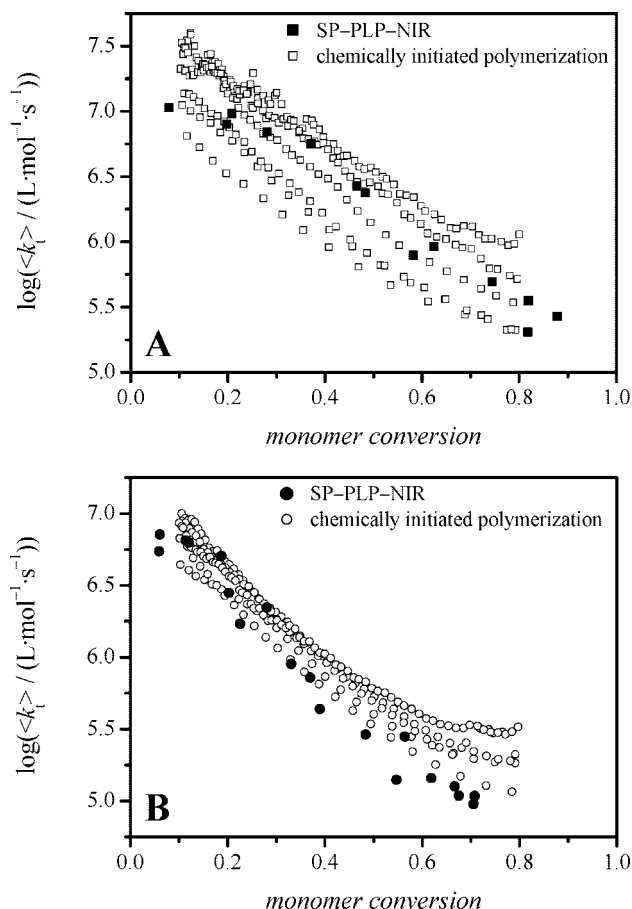 SP–PLP–NIR
chemically initiated polymerization
7.5
7.0
6.5
6.0
5.5
5.0
log(<k_t> / (L·mol⁻¹·s⁻¹))
A
0.0 0.2 0.4 0.6 0.8 1.0
monomer conversion
SP–PLP–NIR
chemically initiated polymerization
7.0
6.5
6.0
5.5
5.0
log(<k_t> / (L·mol⁻¹·s⁻¹))
B
0.0 0.2 0.4 0.6 0.8 1.0
monomer conversion